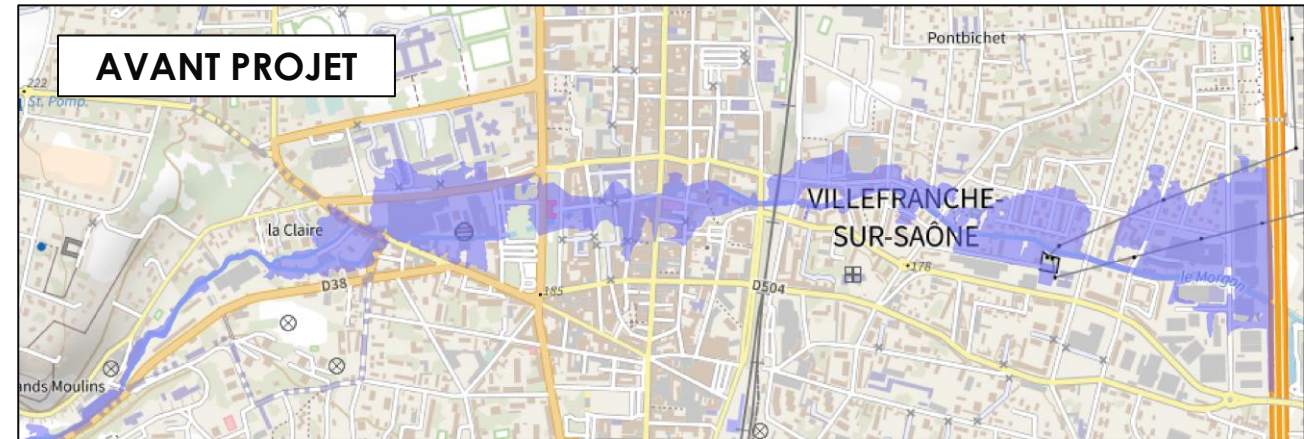 AVANT PROJET
Pontbichet
222
St. Pomp.
VILLEFRANCHE-
SUR-SAÔNE
la Claire
178
D38
185
D504
le Morgon
ands Moulins